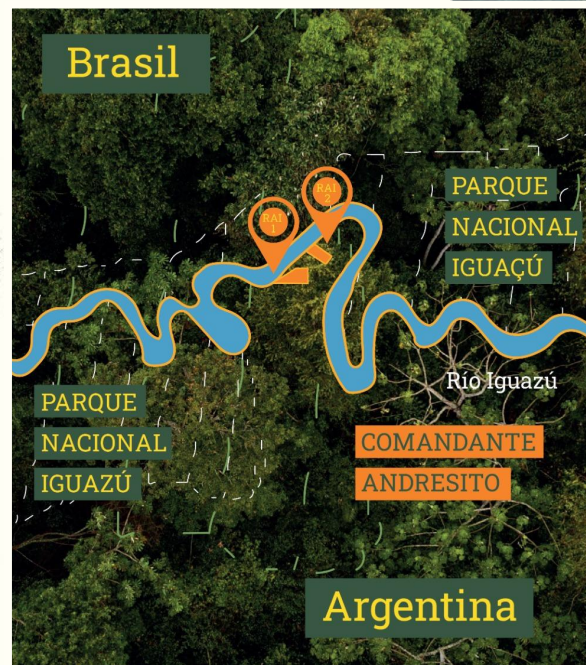 Brasil
RAI
1
RAI
2
PARQUE
NACIONAL
IGUAÇÚ
Río Iguazú
PARQUE
NACIONAL
IGUAZÚ
COMANDANTE
ANDRESITO
Argentina